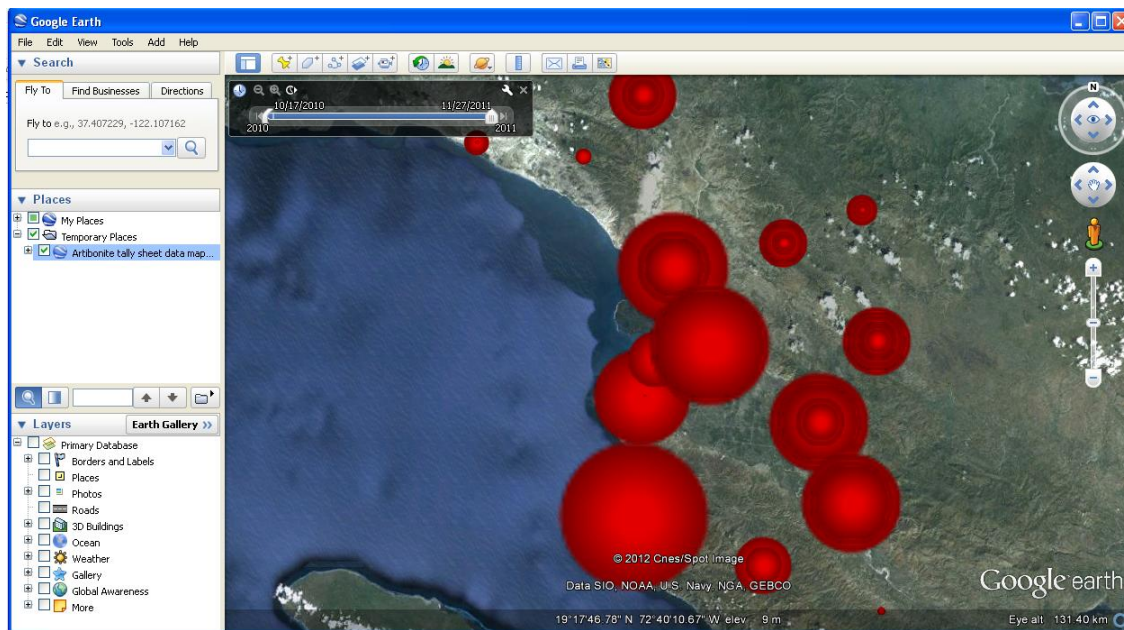 Google Earth
File Edit View Tools Add Help
Search
Fly To Find Businesses Directions
Fly to e.g., 37.407229, -122.107162
Places
My Places
Temporary Places
Artibonite tally sheet data map...
Layers
Earth Gallery >>
Primary Database
Borders and Labels
Places
Photos
Roads
3D Buildings
Ocean
Weather
Gallery
Global Awareness
More
10/17/2010 11/27/2011
2010 2011
N
© 2012 Cnes/Spot Image
Data SIO, NOAA, U.S. Navy, NGA, GEBCO
Google earth
19°17'46.78" N 72°40'10.67" W elev 9 m
Eye alt 131.40 km